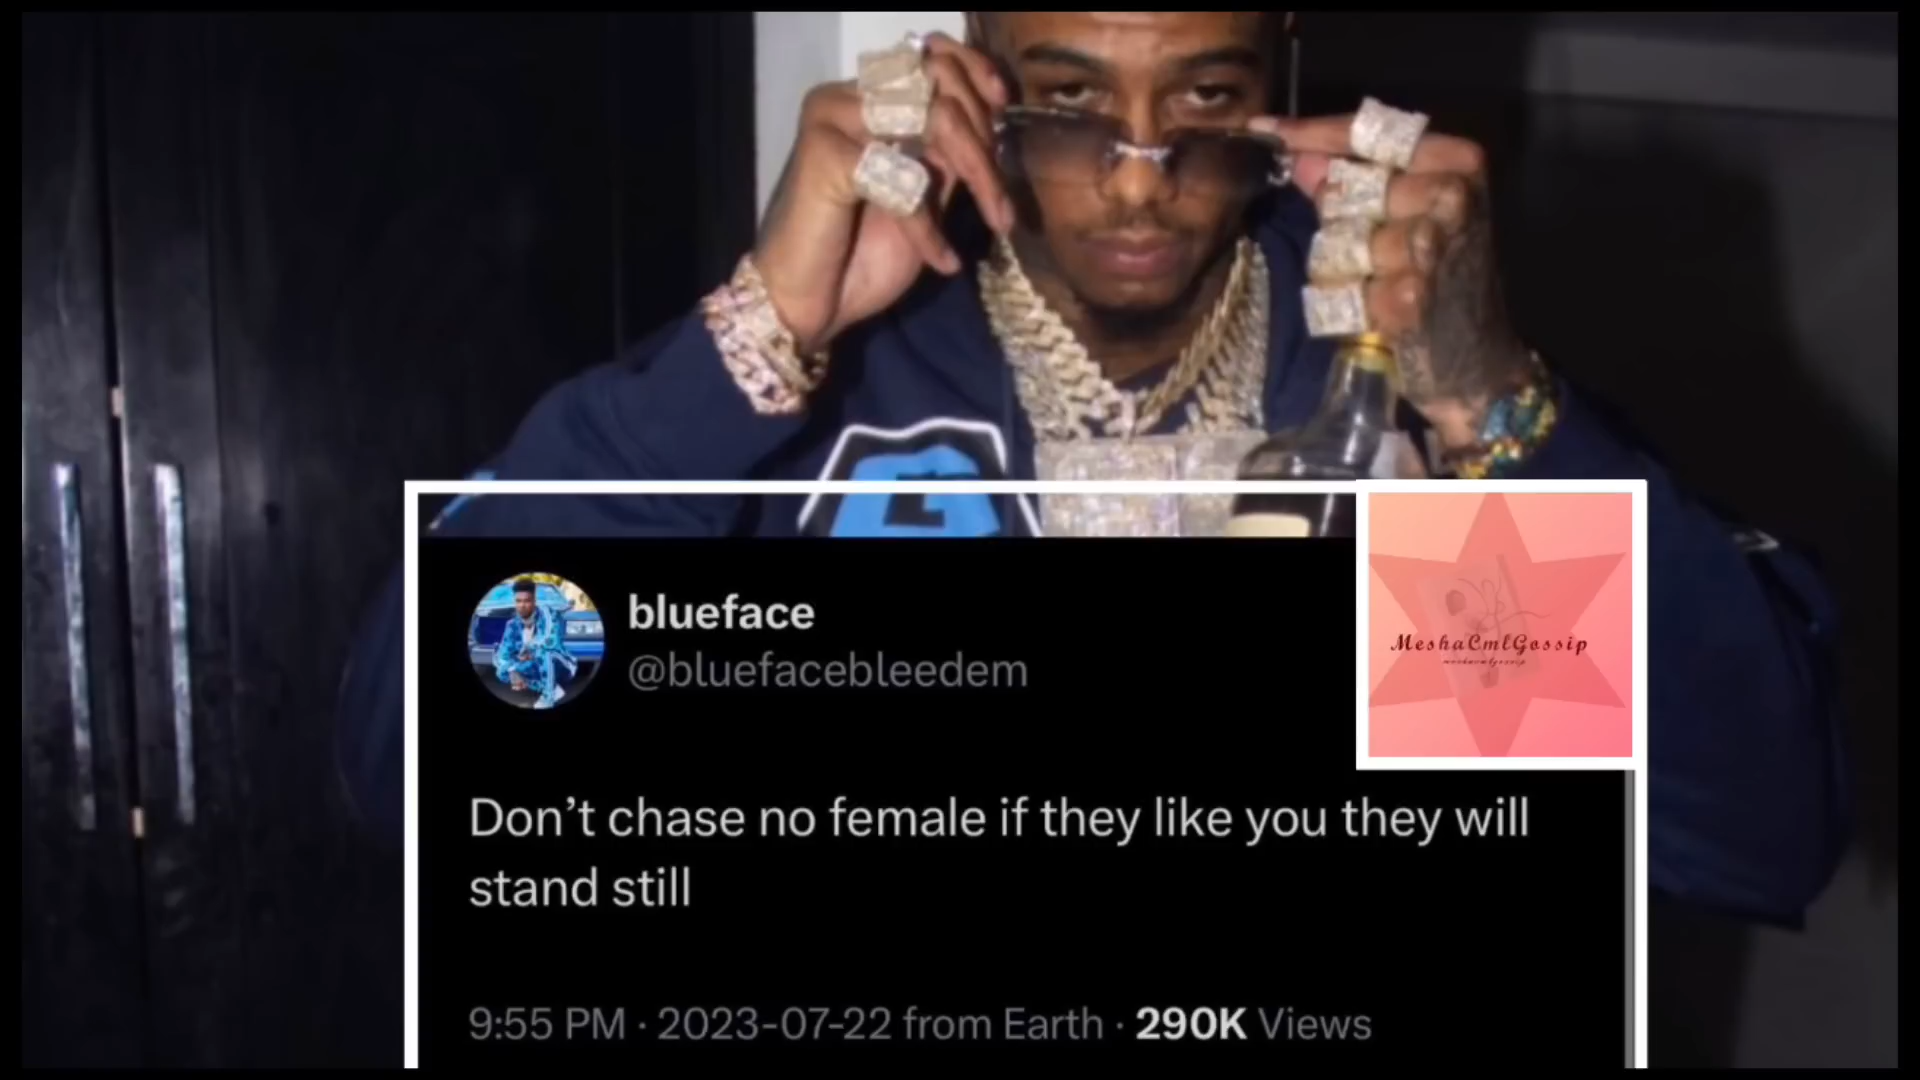 G
blueface
@bluefacebleedem
MeshaCmlGossip
meshacmlgossip
Don’t chase no female if they like you they will
stand still
9:55 PM · 2023-07-22 from Earth · 290K Views